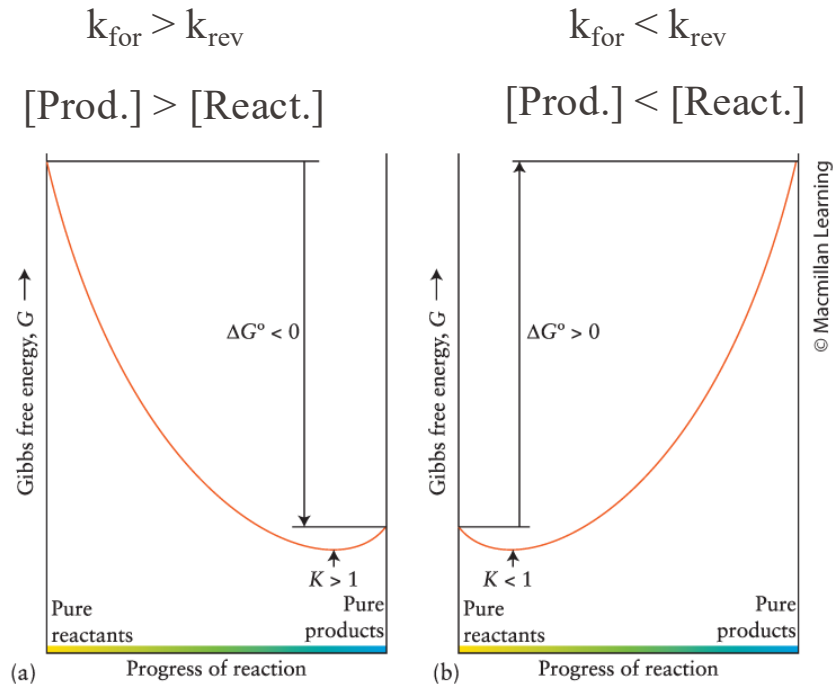 k_for > k_rev
[Prod.] > [React.]
Gibbs free energy, G →
ΔG° < 0
K > 1
Pure reactants
Pure products
(a)
Progress of reaction
k_for < k_rev
[Prod.] < [React.]
Gibbs free energy, G →
ΔG° > 0
K < 1
Pure reactants
Pure products
(b)
Progress of reaction
© Macmillan Learning